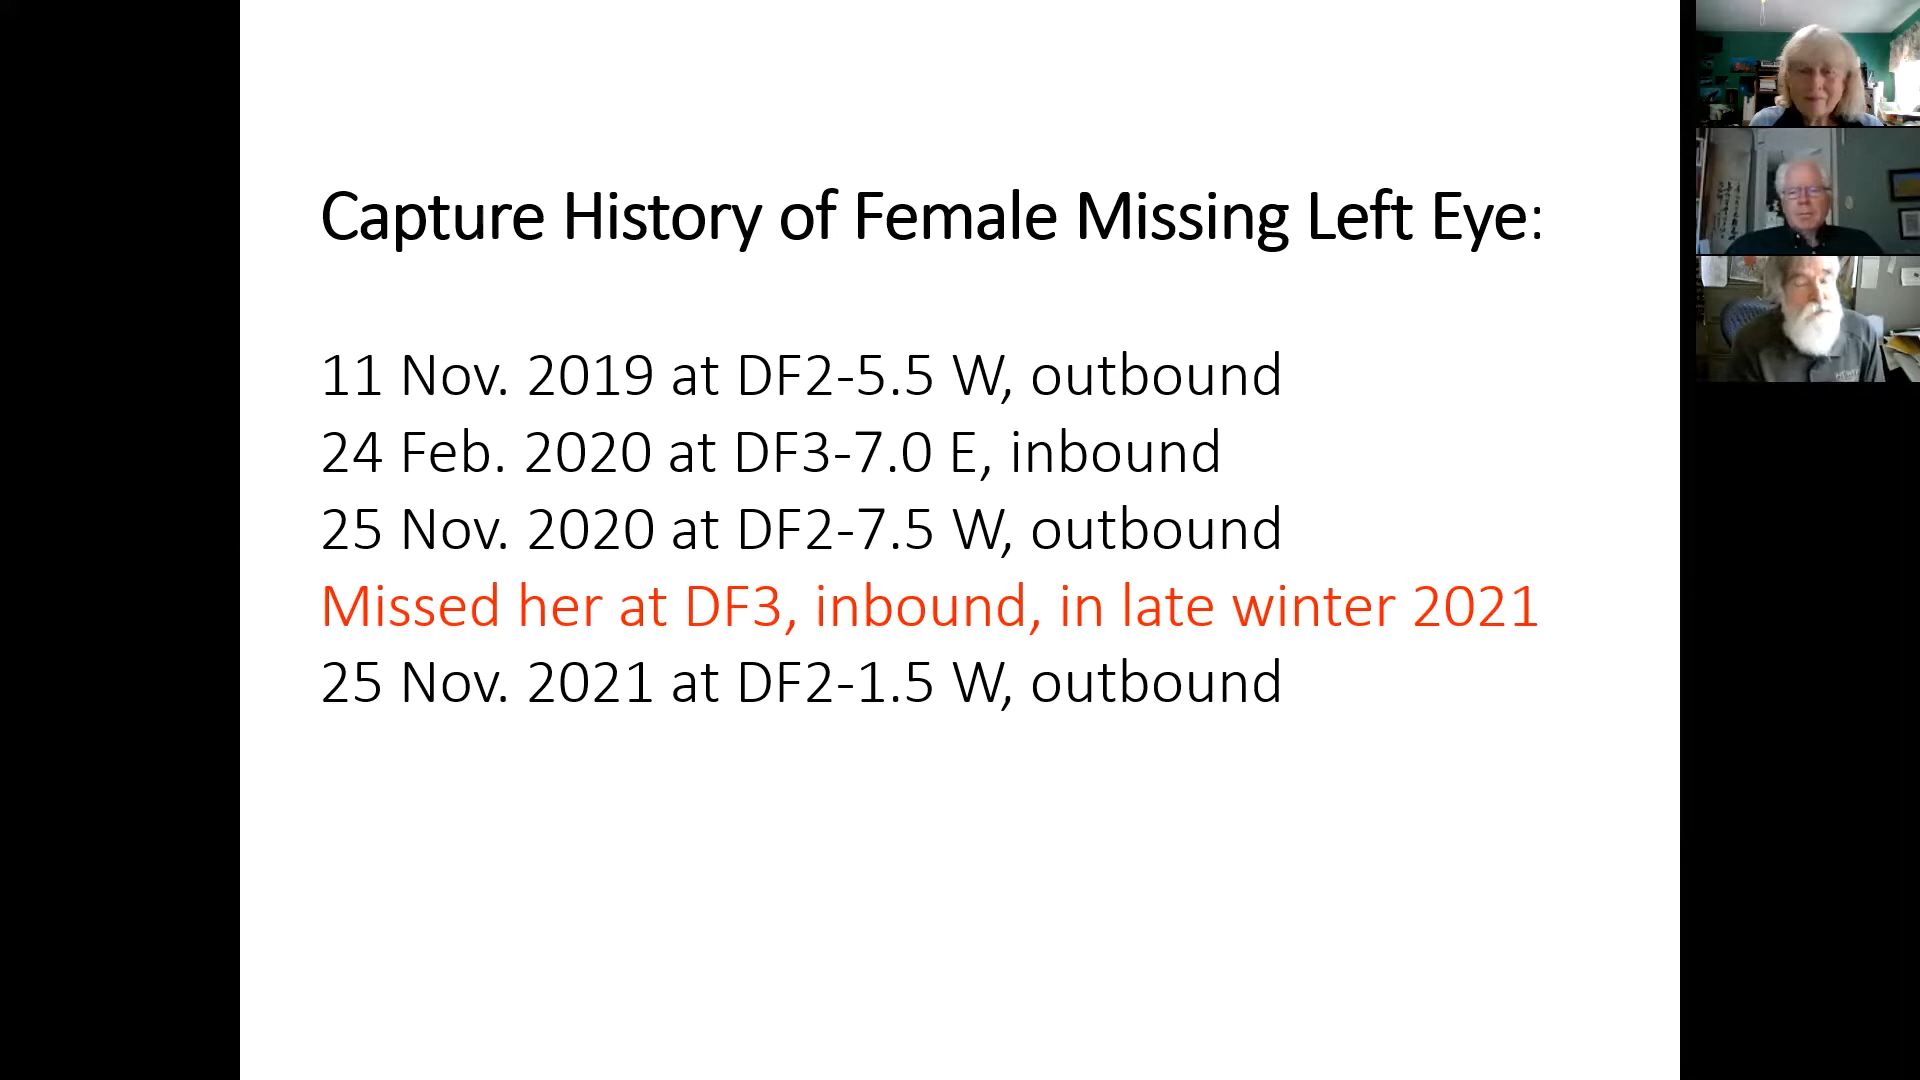 Capture History of Female Missing Left Eye:
11 Nov. 2019 at DF2-5.5 W, outbound
24 Feb. 2020 at DF3-7.0 E, inbound
25 Nov. 2020 at DF2-7.5 W, outbound
Missed her at DF3, inbound, in late winter 2021
25 Nov. 2021 at DF2-1.5 W, outbound